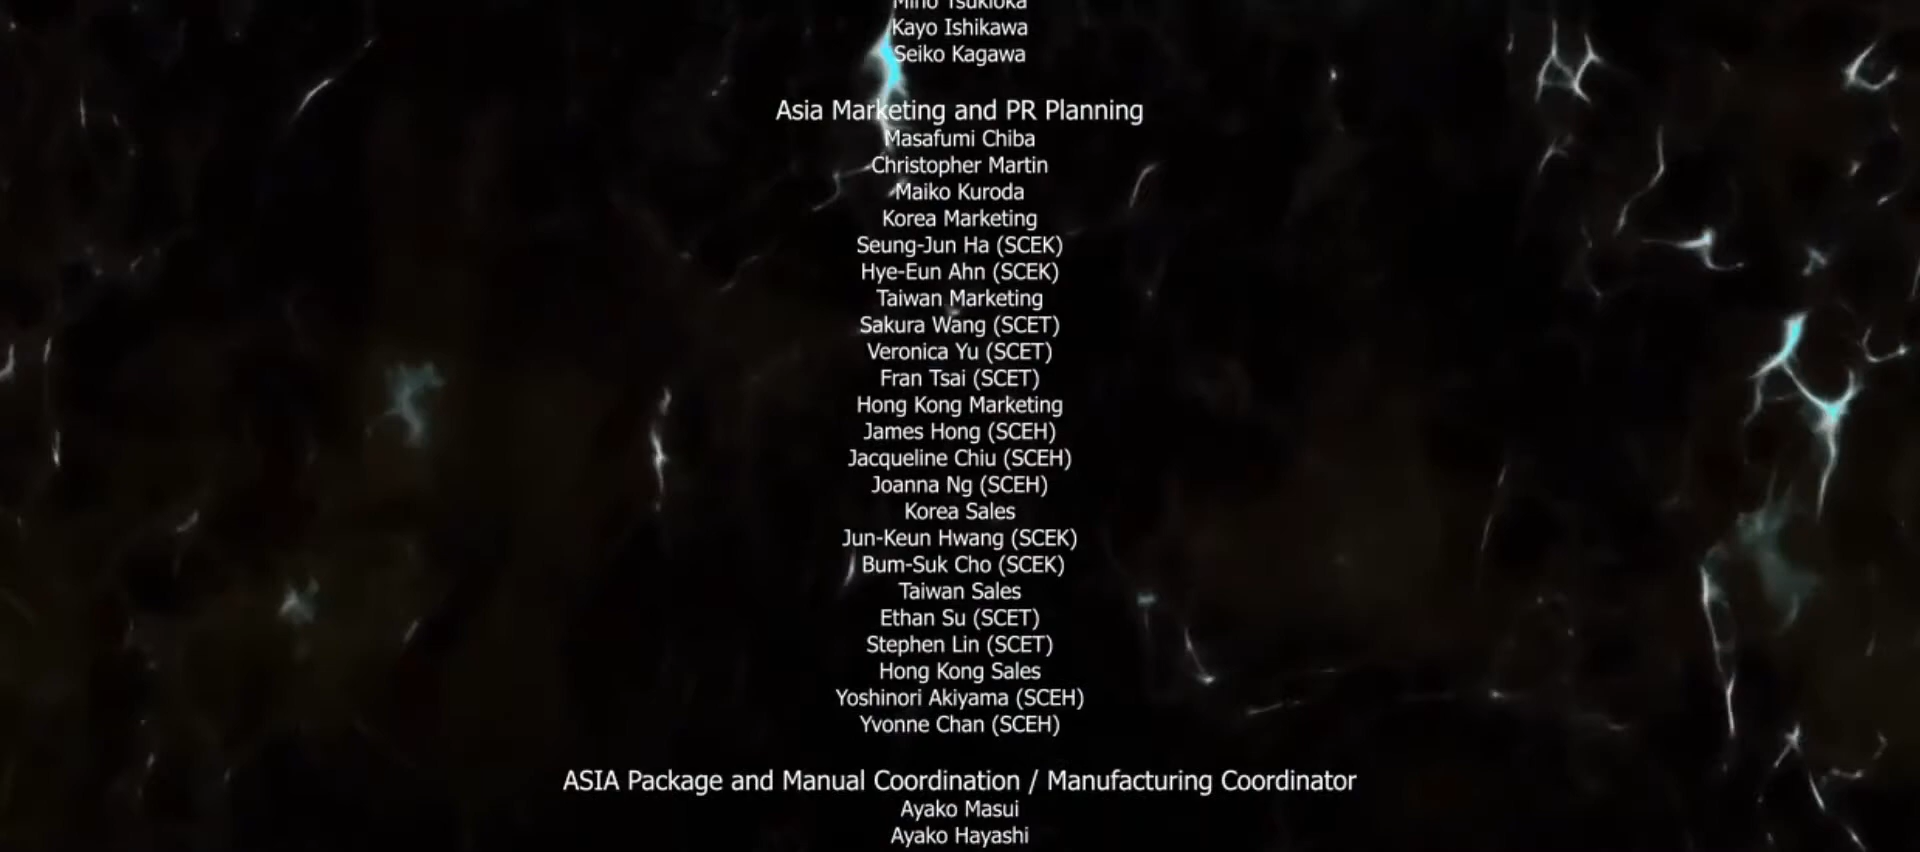 Miho Tsukioka
Kayo Ishikawa
Seiko Kagawa
Asia Marketing and PR Planning
Masafumi Chiba
Christopher Martin
Maiko Kuroda
Korea Marketing
Seung-Jun Ha (SCEK)
Hye-Eun Ahn (SCEK)
Taiwan Marketing
Sakura Wang (SCET)
Veronica Yu (SCET)
Fran Tsai (SCET)
Hong Kong Marketing
James Hong (SCEH)
Jacqueline Chiu (SCEH)
Joanna Ng (SCEH)
Korea Sales
Jun-Keun Hwang (SCEK)
Bum-Suk Cho (SCEK)
Taiwan Sales
Ethan Su (SCET)
Stephen Lin (SCET)
Hong Kong Sales
Yoshinori Akiyama (SCEH)
Yvonne Chan (SCEH)
ASIA Package and Manual Coordination / Manufacturing Coordinator
Ayako Masui
Ayako Hayashi